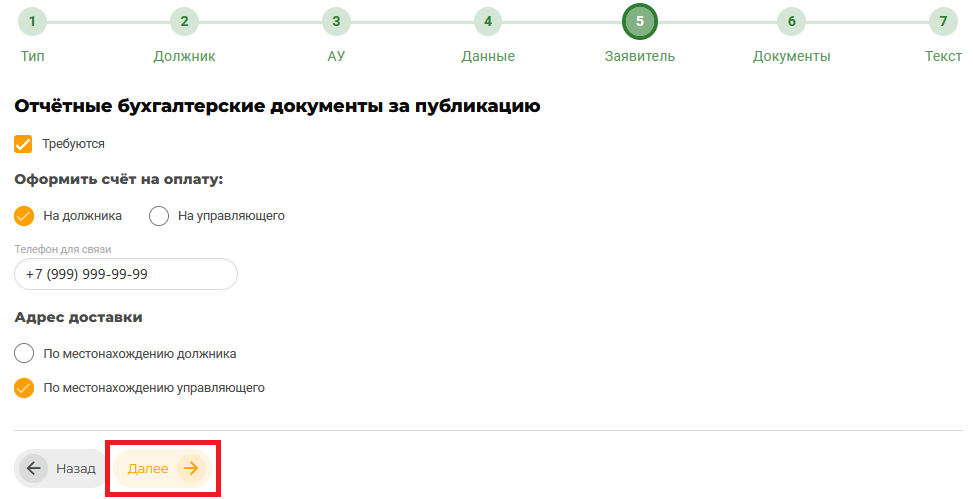 1 2 3 4 5 6 7
Тип Должник АУ Данные Заявитель Документы Текст
Отчётные бухгалтерские документы за публикацию
Требуются
Оформить счёт на оплату:
На должника На управляющего
Телефон для связи
+7 (999) 999-99-99
Адрес доставки
По местонахождению должника
По местонахождению управляющего
Назад Далее